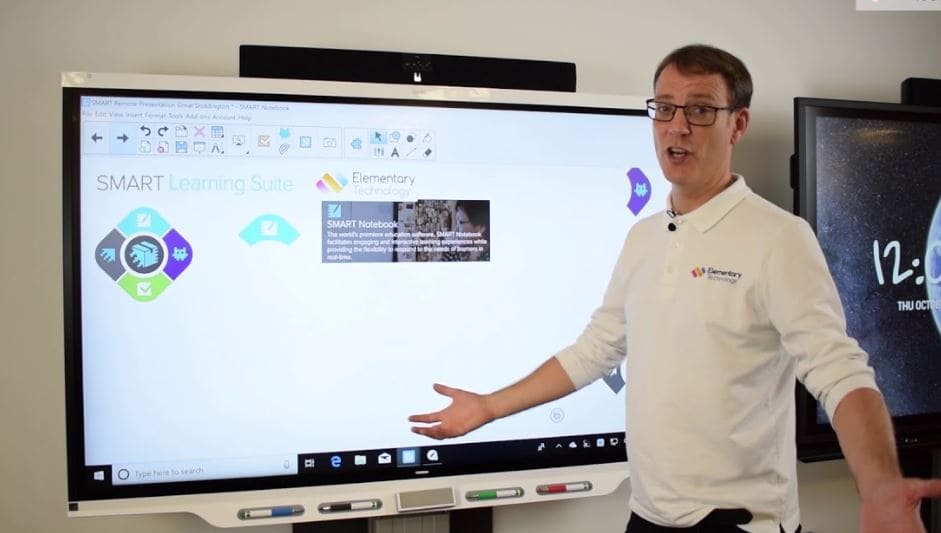 SMART Remote Presentation Great Doddington * - SMART Notebook
File Edit View Insert Format Tools Add-ons Account Help
SMART Learning Suite
Elementary
Technology
SMART Notebook
The world's premiere education software, SMART Notebook
facilitates engaging and interactive learning experiences while
providing the flexibility to respond to the needs of learners in
real-time.
Type here to search
Elementary
Technology
12:
THU OCTO